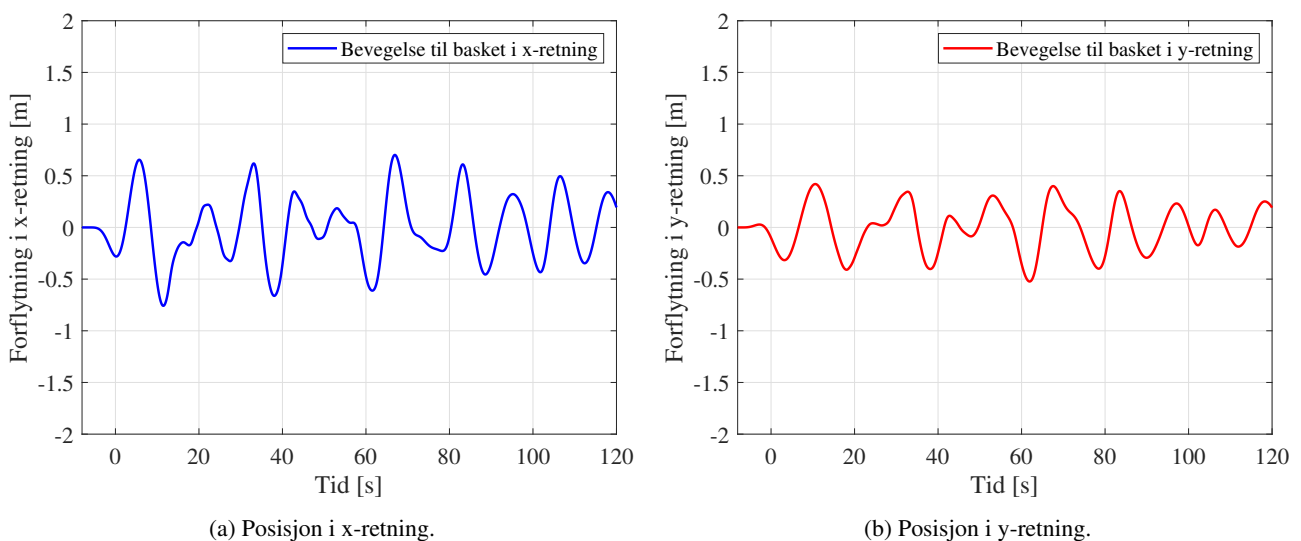 Bevegelse til basket i x-retning
2
1.5
1
0.5
0
-0.5
-1
-1.5
-2
Forflytning i x-retning [m]
0 20 40 60 80 100 120
Tid [s]
(a) Posisjon i x-retning.
Bevegelse til basket i y-retning
2
1.5
1
0.5
0
-0.5
-1
-1.5
-2
Forflytning i y-retning [m]
0 20 40 60 80 100 120
Tid [s]
(b) Posisjon i y-retning.